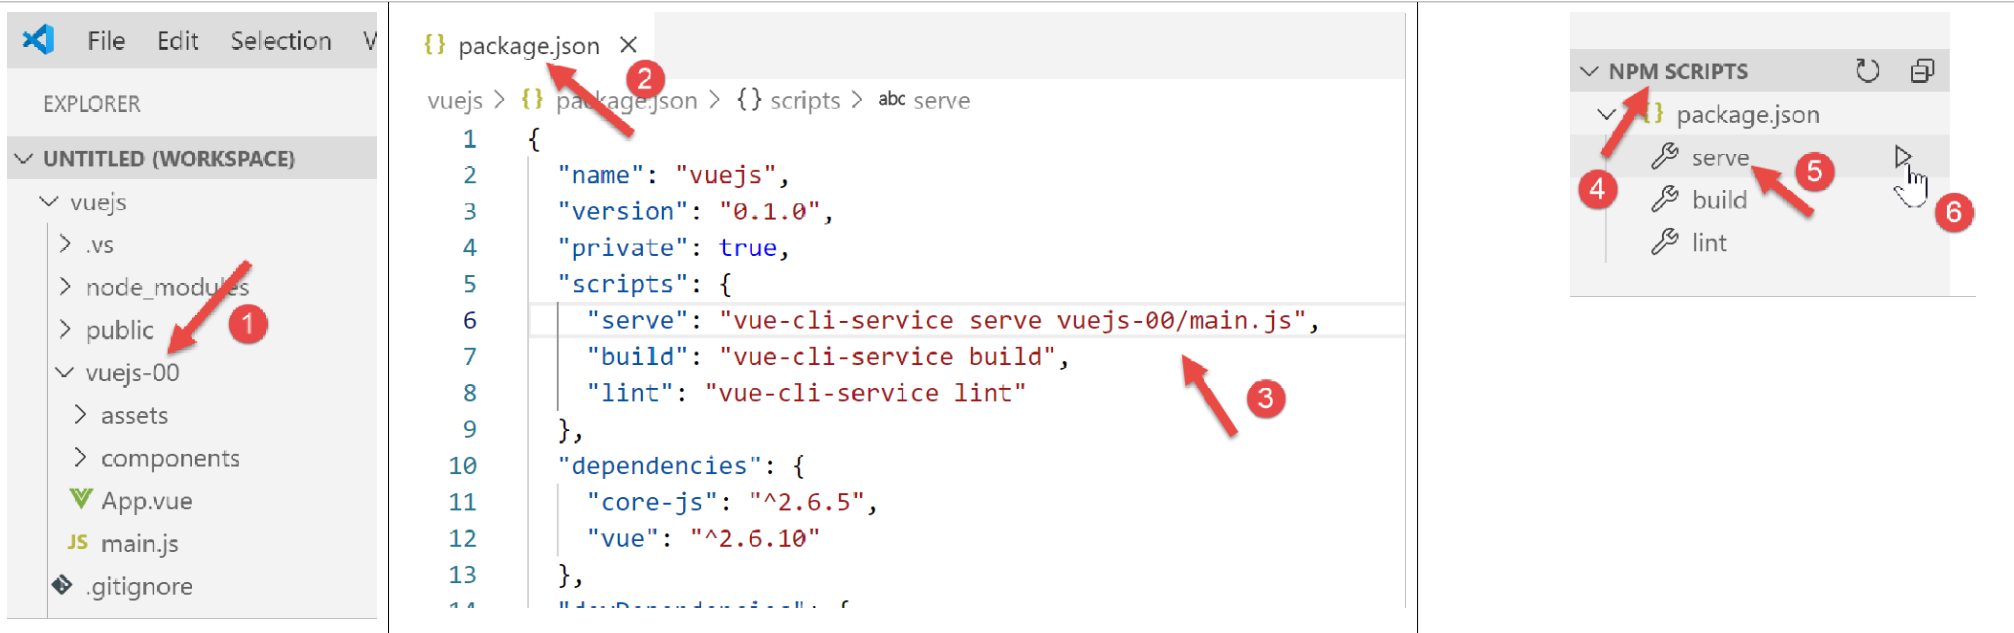 File Edit Selection V
EXPLORER
UNTITLED (WORKSPACE)
vuejs
.vs
node_modules
public
vuejs-00
assets
components
App.vue
JS main.js
.gitignore
1
{} package.json ×
2
vuejs > {} package.json > {} scripts > abc serve
1 {
2 "name": "vuejs",
3 "version": "0.1.0",
4 "private": true,
5 "scripts": {
6 "serve": "vue-cli-service serve vuejs-00/main.js",
7 "build": "vue-cli-service build",
8 "lint": "vue-cli-service lint"
9 },
10 "dependencies": {
11 "core-js": "^2.6.5",
12 "vue": "^2.6.10"
13 },
14 "devDependencies": {
3
NPM SCRIPTS
{} package.json
serve
build
lint
4
5
6